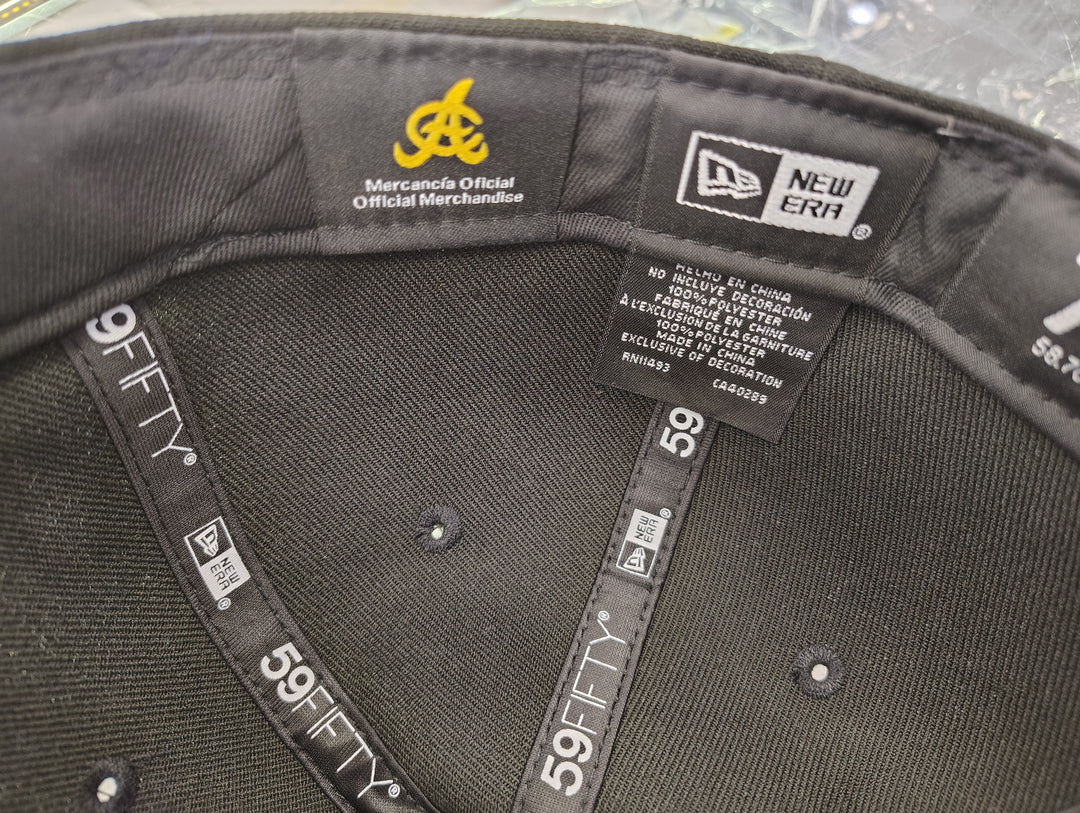 Mercancía Oficial
Official Merchandise
NEW
ERA®
HECHO EN CHINA
NO INCLUYE DECORACIÓN
100% POLYESTER
FABRIQUÉ EN CHINE
À L'EXCLUSION DE LA GARNITURE
100% POLYESTER
MADE IN CHINA
EXCLUSIVE OF DECORATION
RN11493 CA40289
9FIFTY®
NEW
ERA®
59FIFTY®
59
NEW
ERA®
59FIFTY®